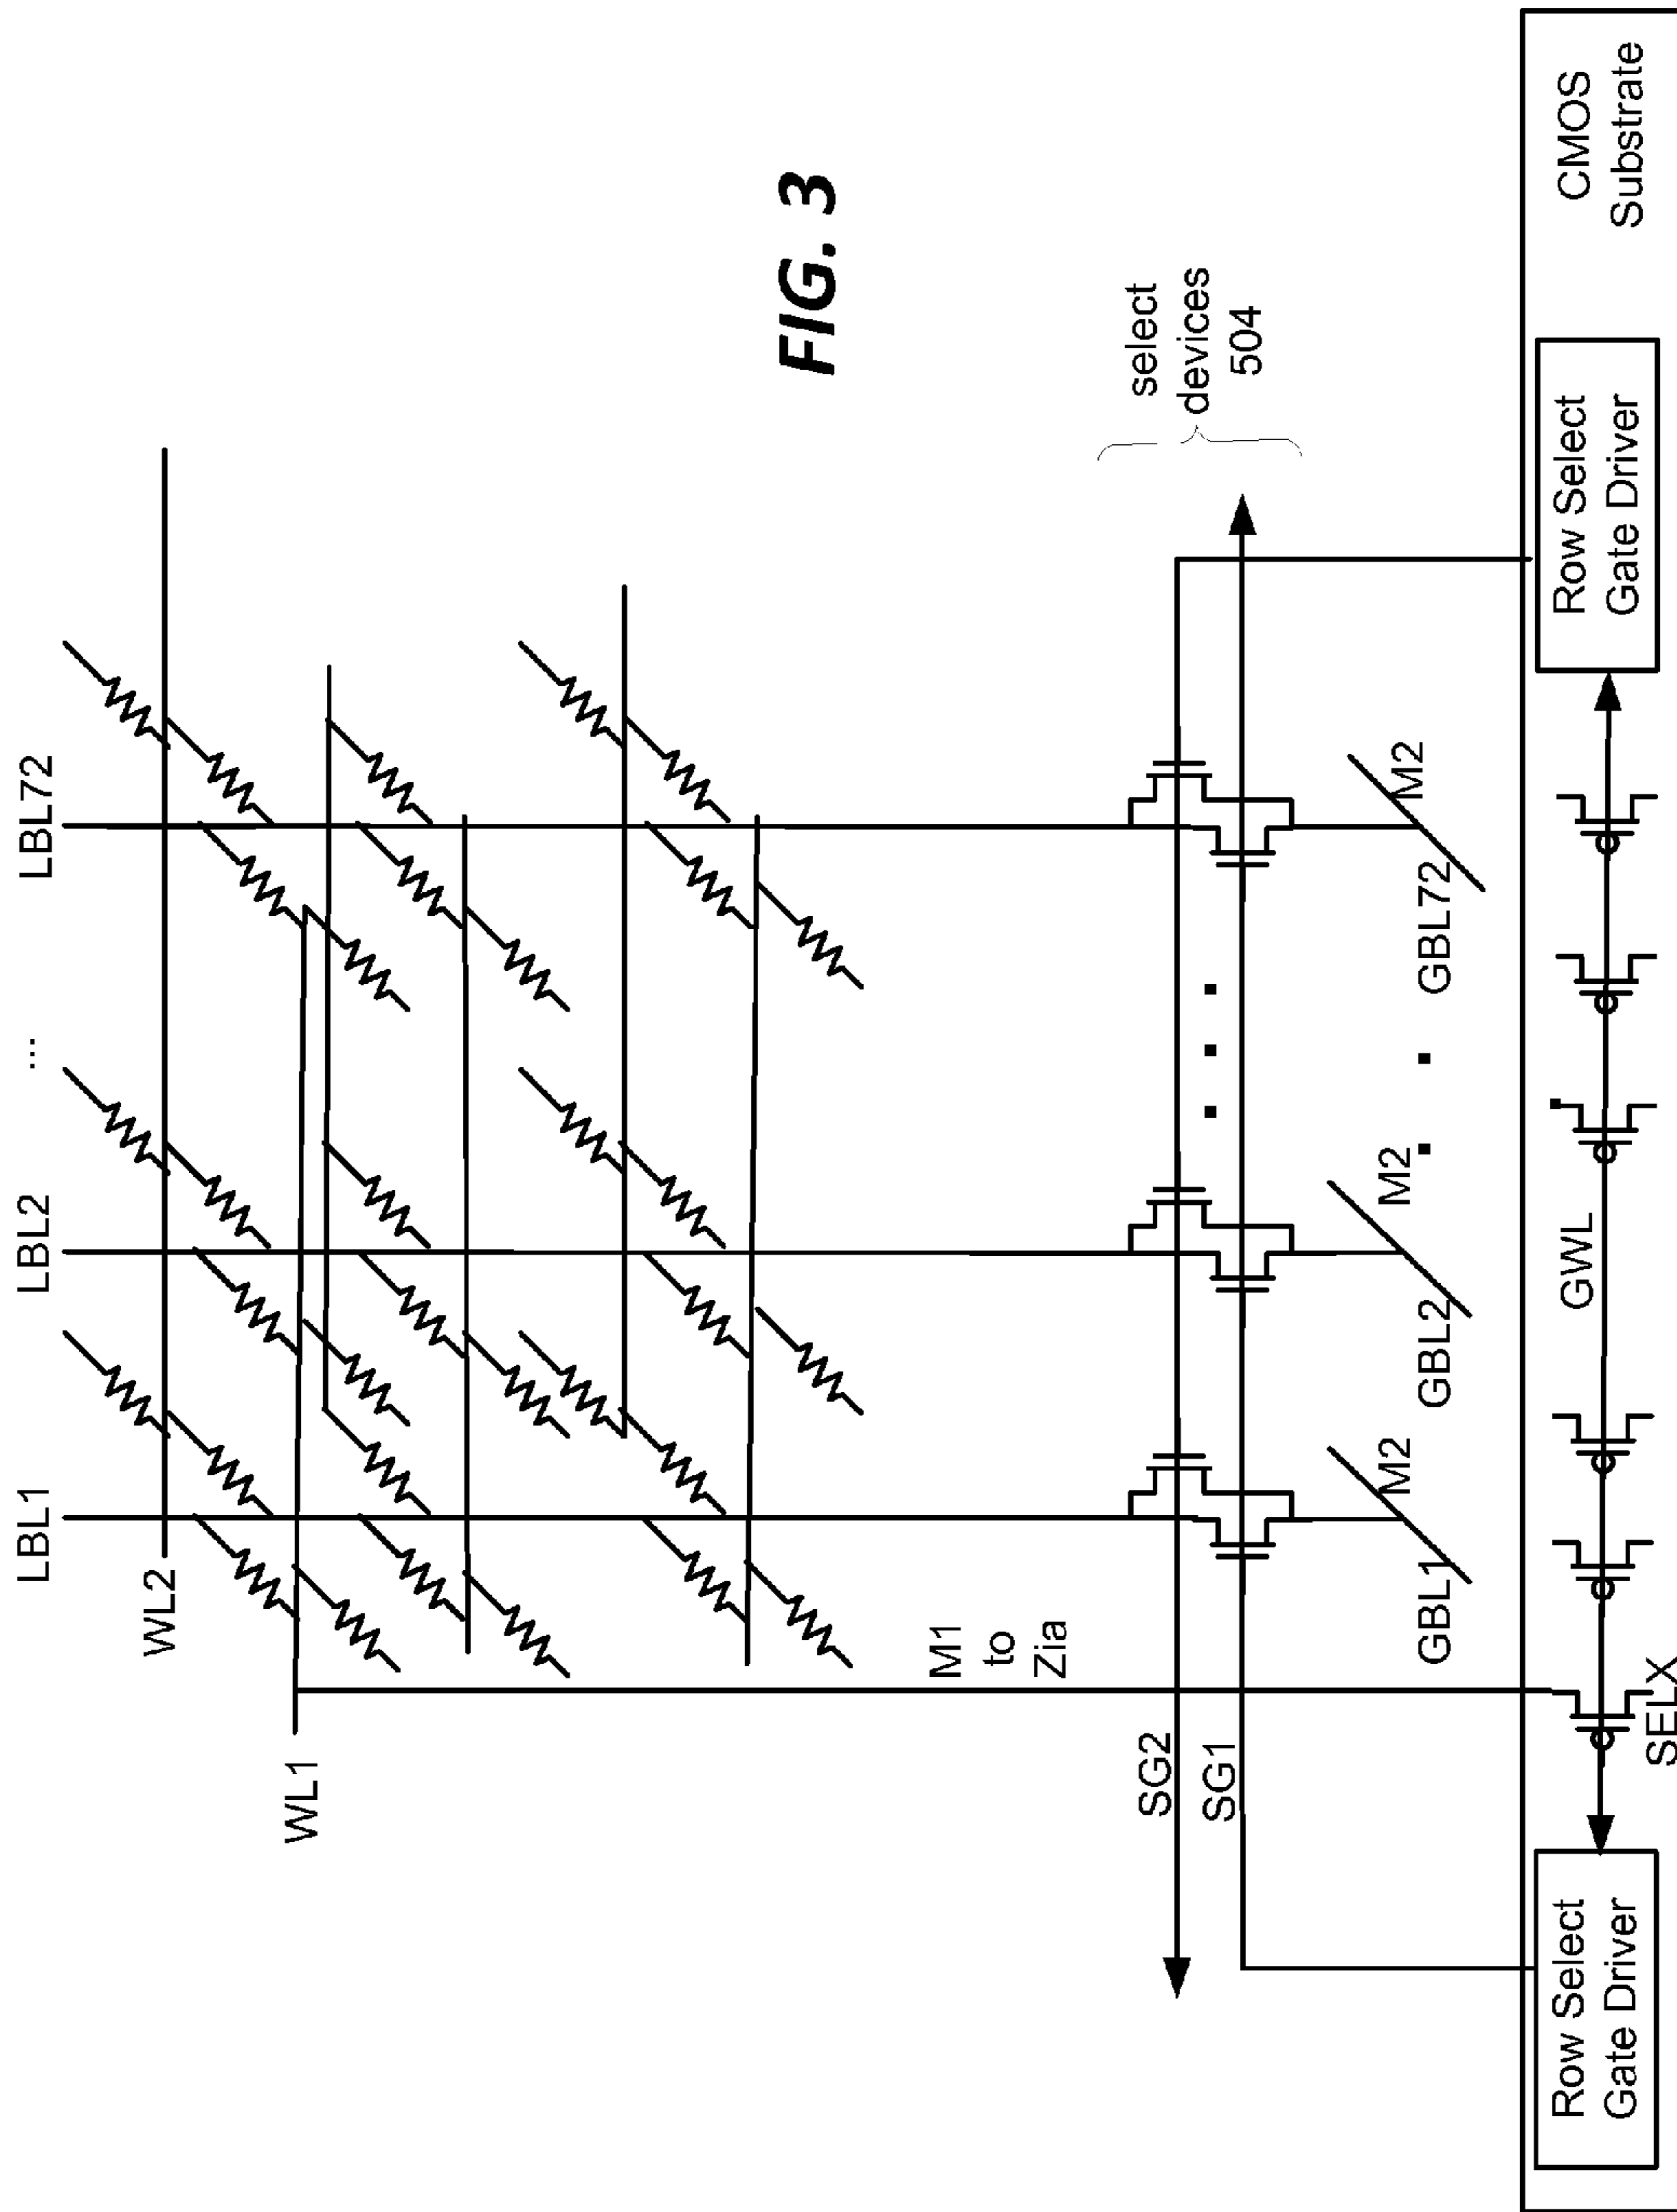 LBL1
LBL2
...
LBL72
WL2
WL1
FIG. 3
M1
to
Zia
SG2
SG1
select
devices
504
GBL1
M2
GBL2
M2
GBL72
M2
Row Select
Gate Driver
SELX
GWL
Row Select
Gate Driver
CMOS
Substrate